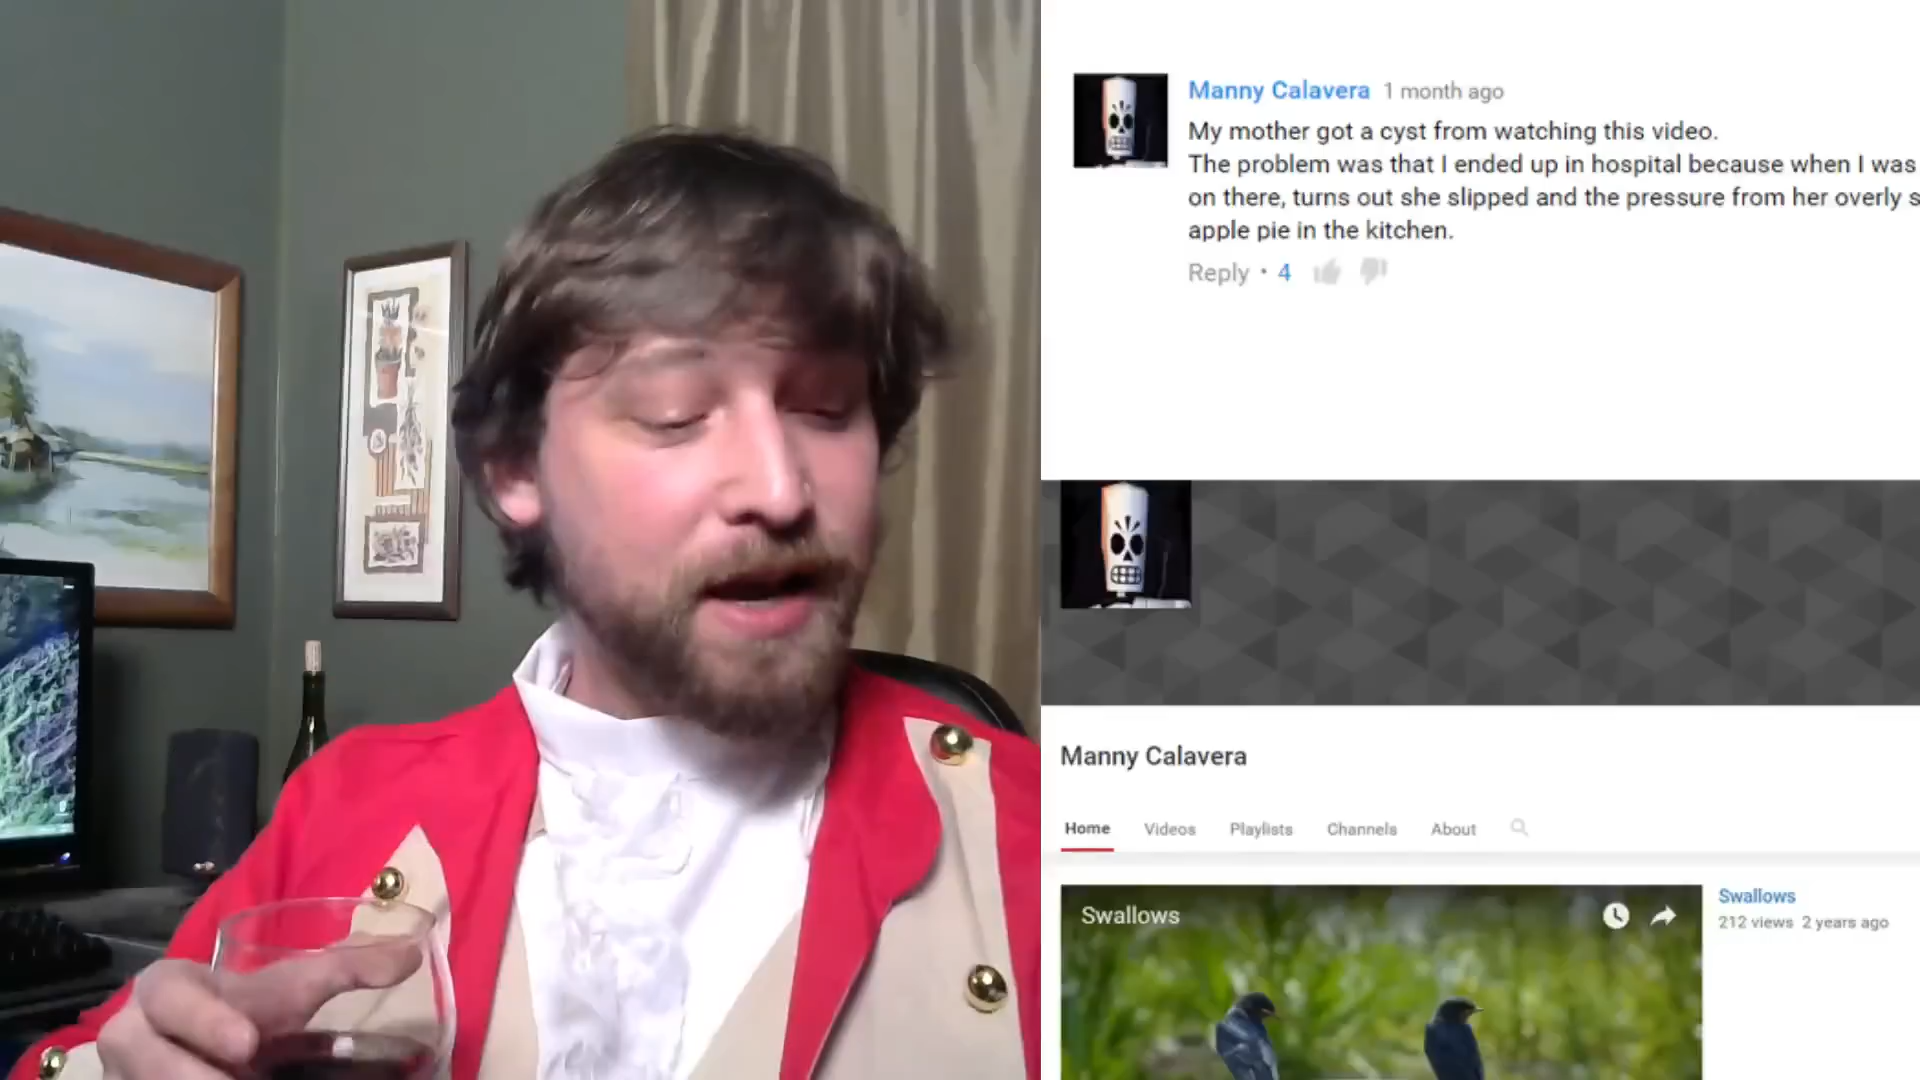 Manny Calavera 1 month ago
My mother got a cyst from watching this video.
The problem was that I ended up in hospital because when I was
on there, turns out she slipped and the pressure from her overly s
apple pie in the kitchen.
Reply • 4
Manny Calavera
Home Videos Playlists Channels About
Swallows
Swallows
212 views 2 years ago